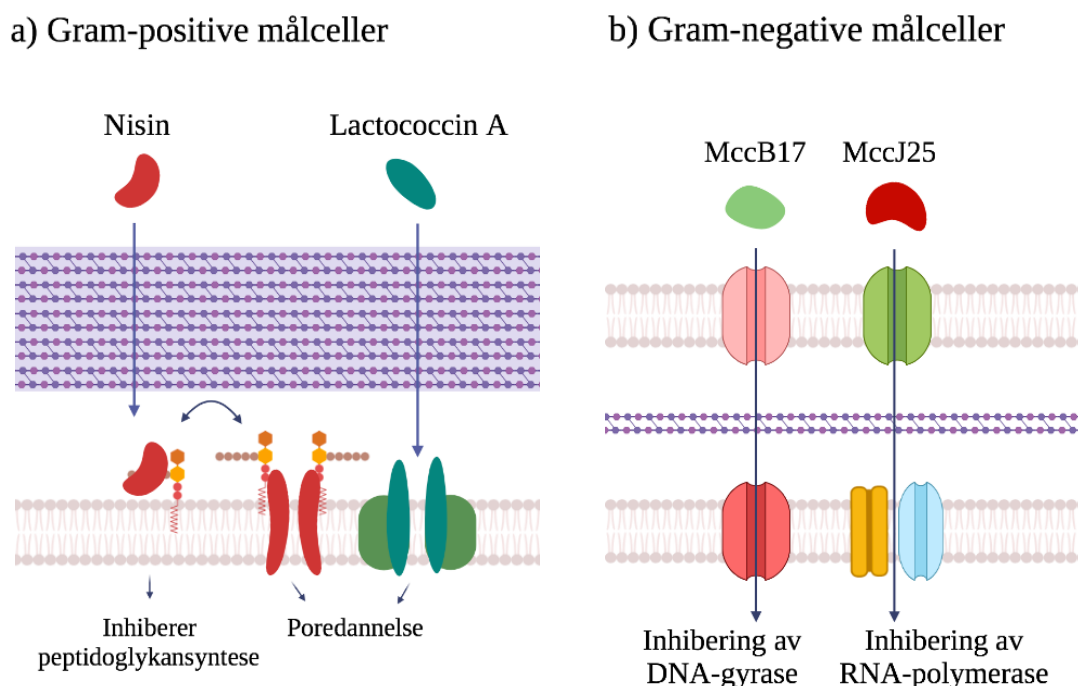 a) Gram-positive målceller
Nisin
Lactococcin A
Inhiberer
peptidoglykansyntese
Poredannelse
b) Gram-negative målceller
MccB17
MccJ25
Inhibering av
DNA-gyrase
Inhibering av
RNA-polymerase